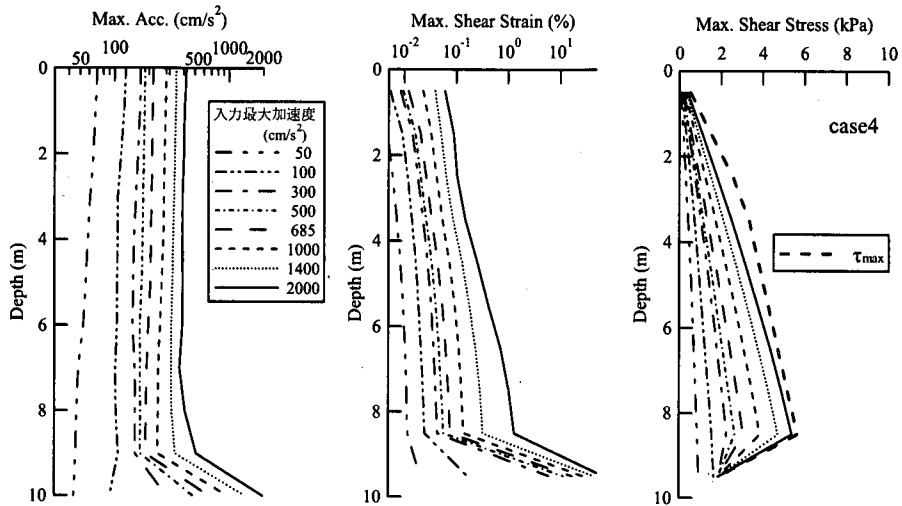 Max. Acc. (cm/s²)
50 100 500 1000 2000
0
2
4
6
8
10
Depth (m)
入力最大加速度
(cm/s²)
50
100
300
500
685
1000
1400
2000
Max. Shear Strain (%)
10⁻² 10⁻¹ 10⁰ 10¹
0
2
4
6
8
10
Depth (m)
Max. Shear Stress (kPa)
0 2 4 6 8
0
2
4
6
8
10
Depth (m)
case4
τmax